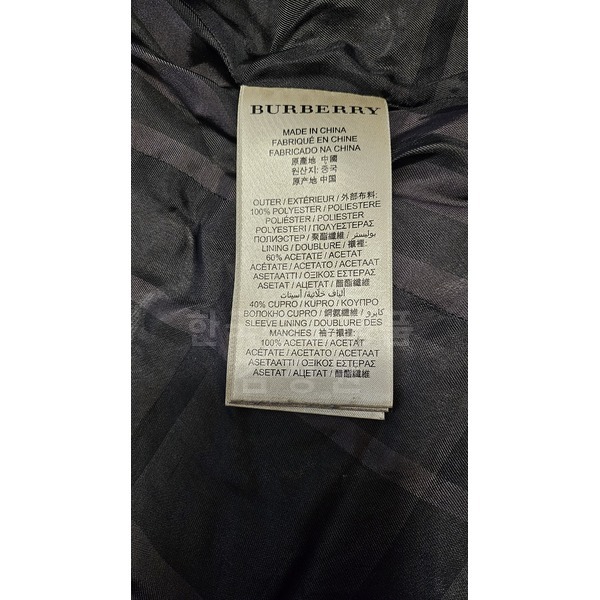 BURBERRY
MADE IN CHINA
FABRIQUÉ EN CHINE
FABRICADO NA CHINA
原產地 中國
원산지: 중국
原产地 中国
OUTER / EXTÉRIEUR / 外部布料:
100% POLYESTER / POLIESTERE
POLIÉSTER / POLIESTER
POLYESTERI / ΠΟΛΥΕΣΤΕΡΑΣ
ПОЛИЭСТЕР / 聚酯纖維 / بوليستر
LINING / DOUBLURE / 襯裡:
60% ACETATE / ACETAT
ACÉTATE / ACETATO / ACETAAT
ASETAATTI / ΟΞΙΚΟΣ ΕΣΤΕΡΑΣ
ASETAT / АЦЕТАТ / 醋酯纖維
ألياف خلاتية / أسيتات
40% CUPRO / KUPRO / ΚΟΥΠΡΟ
ВОЛОКНО CUPRO / 銅氨纖維 / كابرو
SLEEVE LINING / DOUBLURE DES
MANCHES / 袖子襯裡:
100% ACETATE / ACETAT
ACÉTATE / ACETATO / ACETAAT
ASETAATTI / ΟΞΙΚΟΣ ΕΣΤΕΡΑΣ
ASETAT / АЦЕТАТ / 醋酯纖維